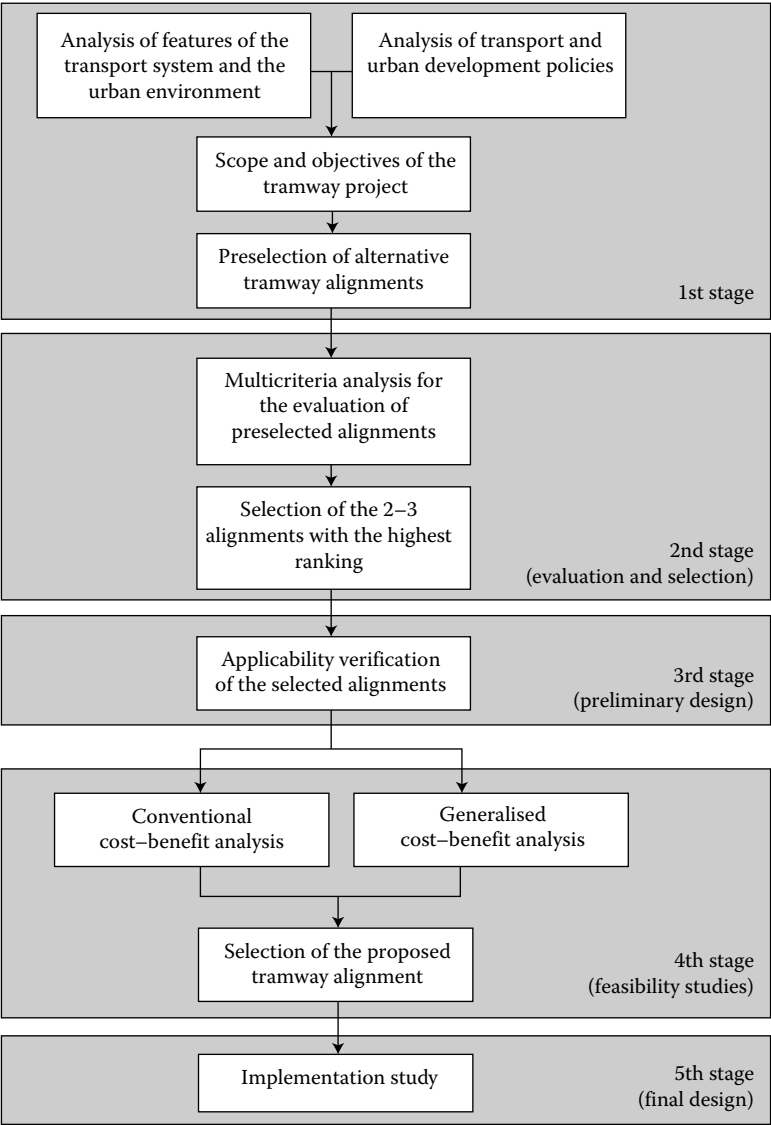 Analysis of features of the
transport system and the
urban environment
Analysis of transport and
urban development policies
Scope and objectives of the
tramway project
Preselection of alternative
tramway alignments
1st stage
Multicriteria analysis for
the evaluation of
preselected alignments
Selection of the 2–3
alignments with the highest
ranking
2nd stage
(evaluation and selection)
Applicability verification
of the selected alignments
3rd stage
(preliminary design)
Conventional
cost–benefit analysis
Generalised
cost–benefit analysis
Selection of the proposed
tramway alignment
4th stage
(feasibility studies)
Implementation study
5th stage
(final design)